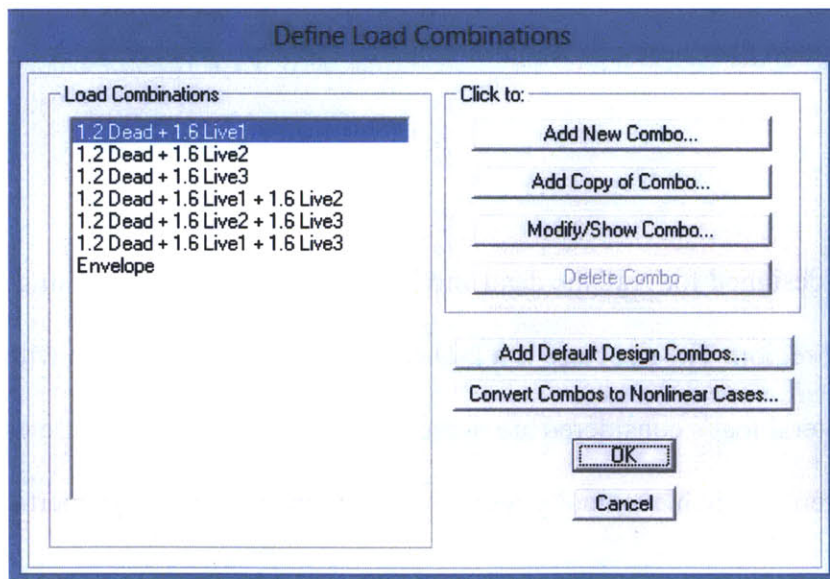 Define Load Combinations
Load Combinations
1.2 Dead + 1.6 Live1
1.2 Dead + 1.6 Live2
1.2 Dead + 1.6 Live3
1.2 Dead + 1.6 Live1 + 1.6 Live2
1.2 Dead + 1.6 Live2 + 1.6 Live3
1.2 Dead + 1.6 Live1 + 1.6 Live3
Envelope
Click to:
Add New Combo...
Add Copy of Combo...
Modify/Show Combo...
Delete Combo
Add Default Design Combos...
Convert Combos to Nonlinear Cases...
OK
Cancel